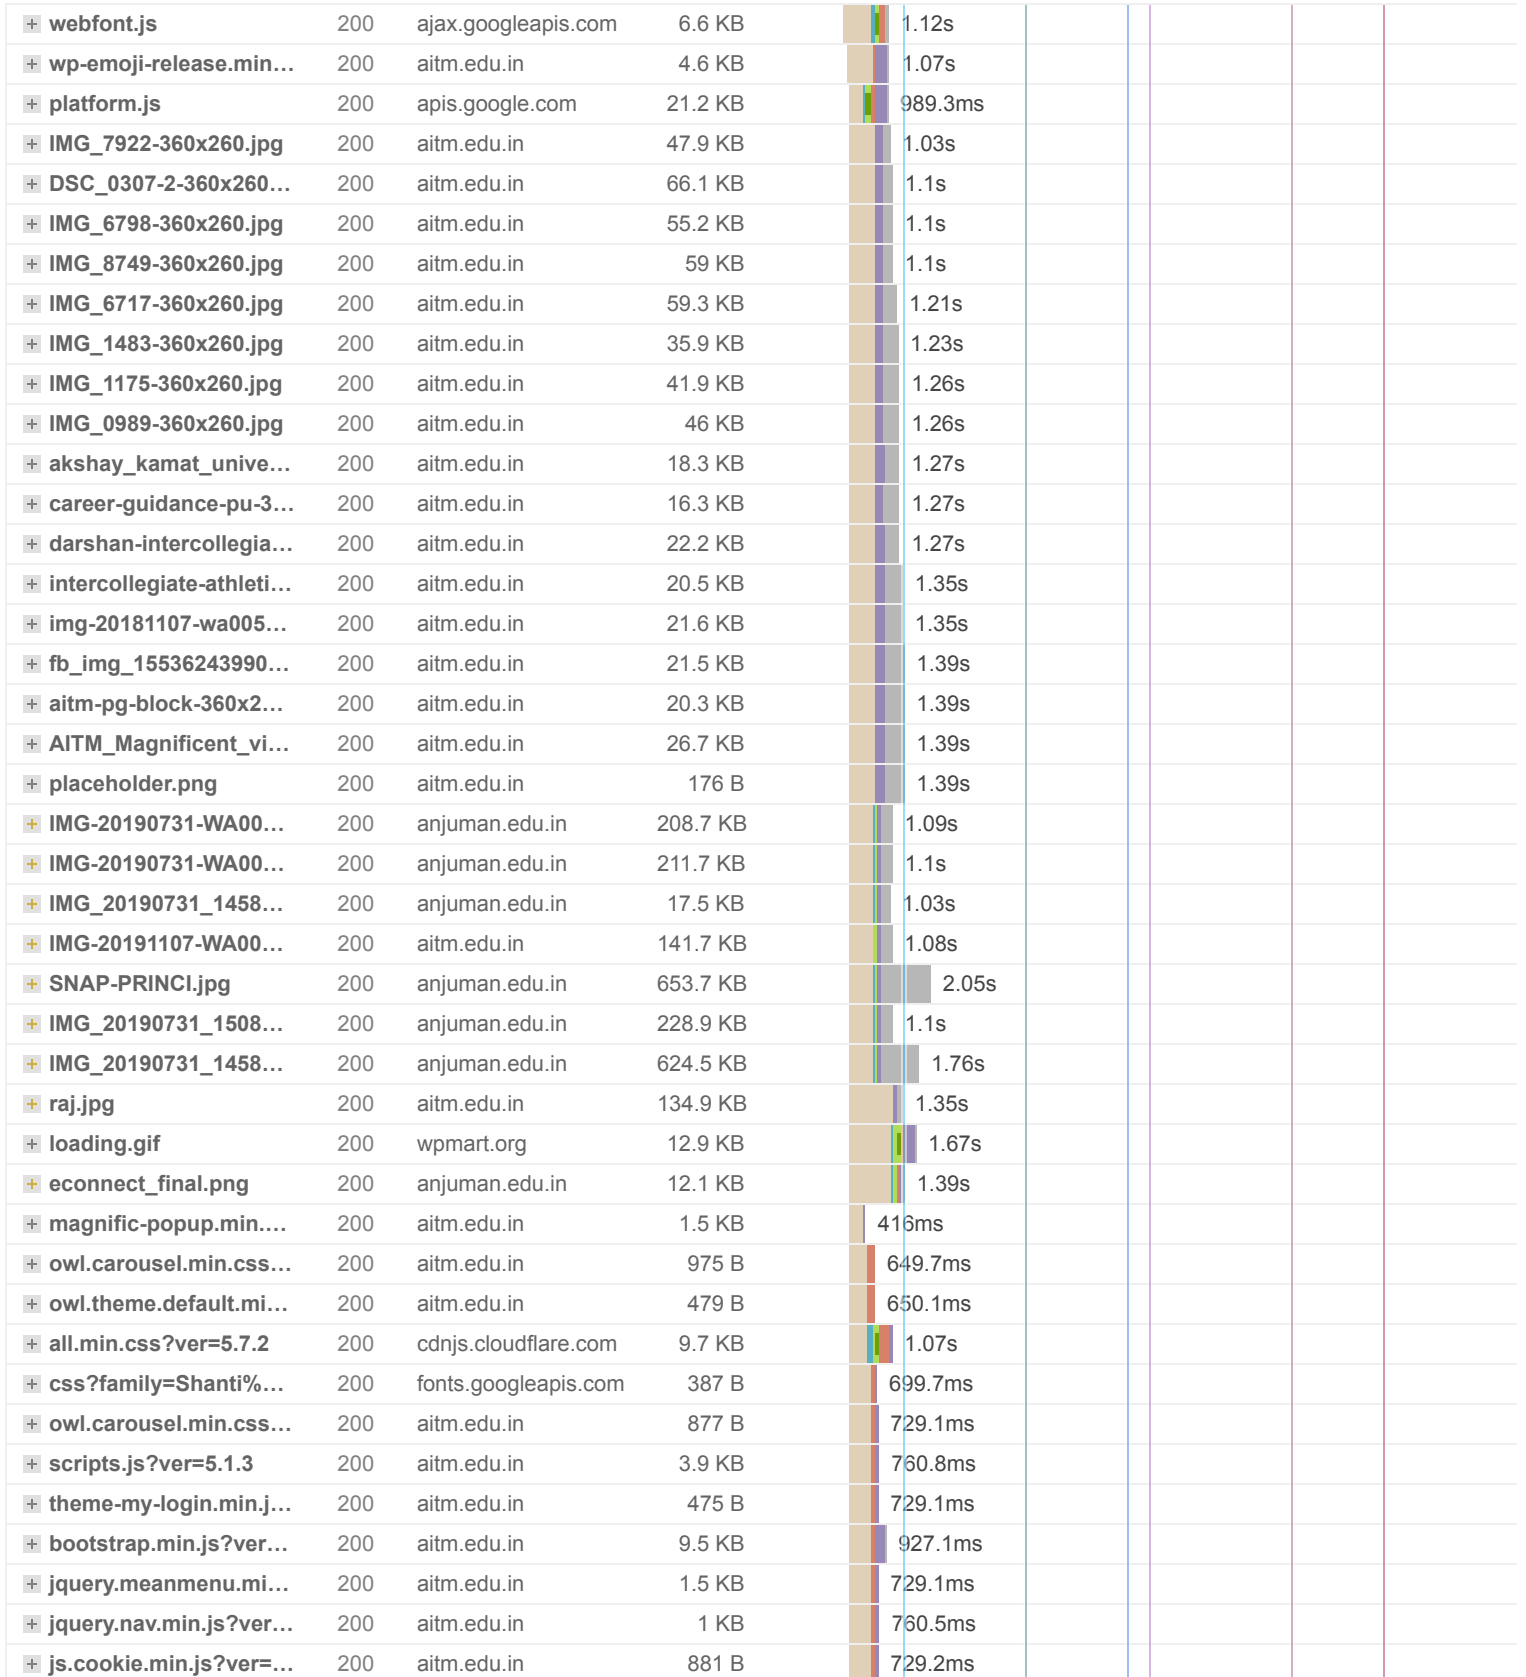 webfont.js 200 ajax.googleapis.com 6.6 KB 1.12s
wp-emoji-release.min... 200 aitm.edu.in 4.6 KB 1.07s
platform.js 200 apis.google.com 21.2 KB 989.3ms
IMG_7922-360x260.jpg 200 aitm.edu.in 47.9 KB 1.03s
DSC_0307-2-360x260... 200 aitm.edu.in 66.1 KB 1.1s
IMG_6798-360x260.jpg 200 aitm.edu.in 55.2 KB 1.1s
IMG_8749-360x260.jpg 200 aitm.edu.in 59 KB 1.1s
IMG_6717-360x260.jpg 200 aitm.edu.in 59.3 KB 1.21s
IMG_1483-360x260.jpg 200 aitm.edu.in 35.9 KB 1.23s
IMG_1175-360x260.jpg 200 aitm.edu.in 41.9 KB 1.26s
IMG_0989-360x260.jpg 200 aitm.edu.in 46 KB 1.26s
akshay_kamat_unive... 200 aitm.edu.in 18.3 KB 1.27s
career-guidance-pu-3... 200 aitm.edu.in 16.3 KB 1.27s
darshan-intercollegia... 200 aitm.edu.in 22.2 KB 1.27s
intercollegiate-athleti... 200 aitm.edu.in 20.5 KB 1.35s
img-20181107-wa005... 200 aitm.edu.in 21.6 KB 1.35s
fb_img_15536243990... 200 aitm.edu.in 21.5 KB 1.39s
aitm-pg-block-360x2... 200 aitm.edu.in 20.3 KB 1.39s
AITM_Magnificent_vi... 200 aitm.edu.in 26.7 KB 1.39s
placeholder.png 200 aitm.edu.in 176 B 1.39s
IMG-20190731-WA00... 200 anjuman.edu.in 208.7 KB 1.09s
IMG-20190731-WA00... 200 anjuman.edu.in 211.7 KB 1.1s
IMG_20190731_1458... 200 anjuman.edu.in 17.5 KB 1.03s
IMG-20191107-WA00... 200 aitm.edu.in 141.7 KB 1.08s
SNAP-PRINCI.jpg 200 anjuman.edu.in 653.7 KB 2.05s
IMG_20190731_1508... 200 anjuman.edu.in 228.9 KB 1.1s
IMG_20190731_1458... 200 anjuman.edu.in 624.5 KB 1.76s
raj.jpg 200 aitm.edu.in 134.9 KB 1.35s
loading.gif 200 wpmart.org 12.9 KB 1.67s
econnect_final.png 200 anjuman.edu.in 12.1 KB 1.39s
magnific-popup.min.... 200 aitm.edu.in 1.5 KB 416ms
owl.carousel.min.css... 200 aitm.edu.in 975 B 649.7ms
owl.theme.default.mi... 200 aitm.edu.in 479 B 650.1ms
all.min.css?ver=5.7.2 200 cdnjs.cloudflare.com 9.7 KB 1.07s
css?family=Shanti%... 200 fonts.googleapis.com 387 B 699.7ms
owl.carousel.min.css... 200 aitm.edu.in 877 B 729.1ms
scripts.js?ver=5.1.3 200 aitm.edu.in 3.9 KB 760.8ms
theme-my-login.min.j... 200 aitm.edu.in 475 B 729.1ms
bootstrap.min.js?ver... 200 aitm.edu.in 9.5 KB 927.1ms
jquery.meanmenu.mi... 200 aitm.edu.in 1.5 KB 729.1ms
jquery.nav.min.js?ver... 200 aitm.edu.in 1 KB 760.5ms
js.cookie.min.js?ver=... 200 aitm.edu.in 881 B 729.2ms